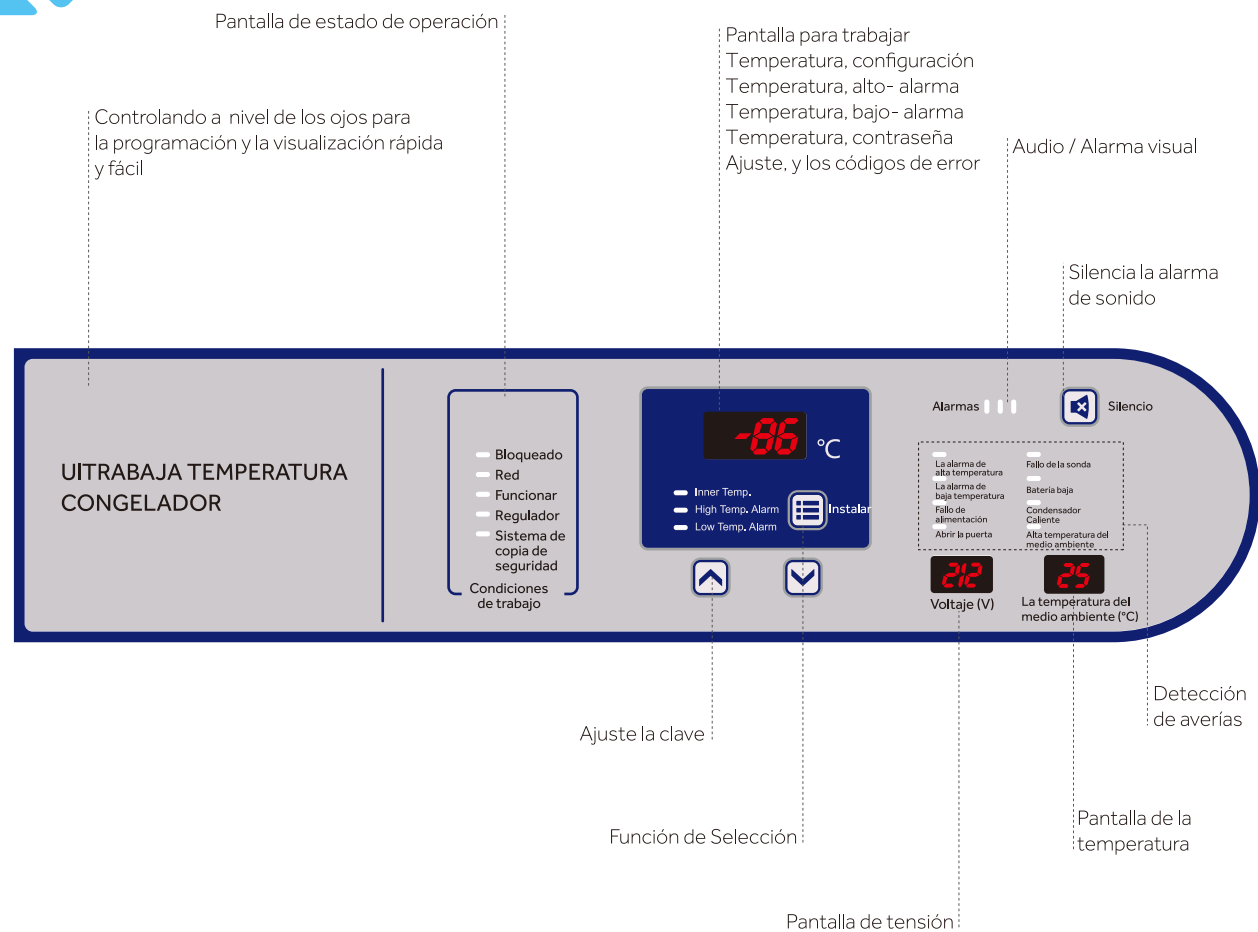 Pantalla de estado de operación
Pantalla para trabajar
Temperatura, configuración
Temperatura, alto- alarma
Temperatura, bajo- alarma
Temperatura, contraseña
Ajuste, y los códigos de error
Controlando a nivel de los ojos para
la programación y la visualización rápida
y fácil
Audio / Alarma visual
Silencia la alarma
de sonido
UlTRABAJA TEMPERATURA
CONGELADOR
Bloqueado
Red
Funcionar
Regulador
Sistema de
copia de
seguridad
Condiciones
de trabajo
-86 °C
Inner Temp.
High Temp. Alarm
Low Temp. Alarm
Instalar
Alarmas
Silencio
La alarma de
alta temperatura
La alarma de
baja temperatura
Fallo de
alimentación
Abrir la puerta
Fallo de la sonda
Batería baja
Condensador
Caliente
Alta temperatura del
medio ambiente
212
Voltaje (V)
25
La temperatura del
medio ambiente (°C)
Detección
de averías
Ajuste la clave
Función de Selección
Pantalla de la
temperatura
Pantalla de tensión